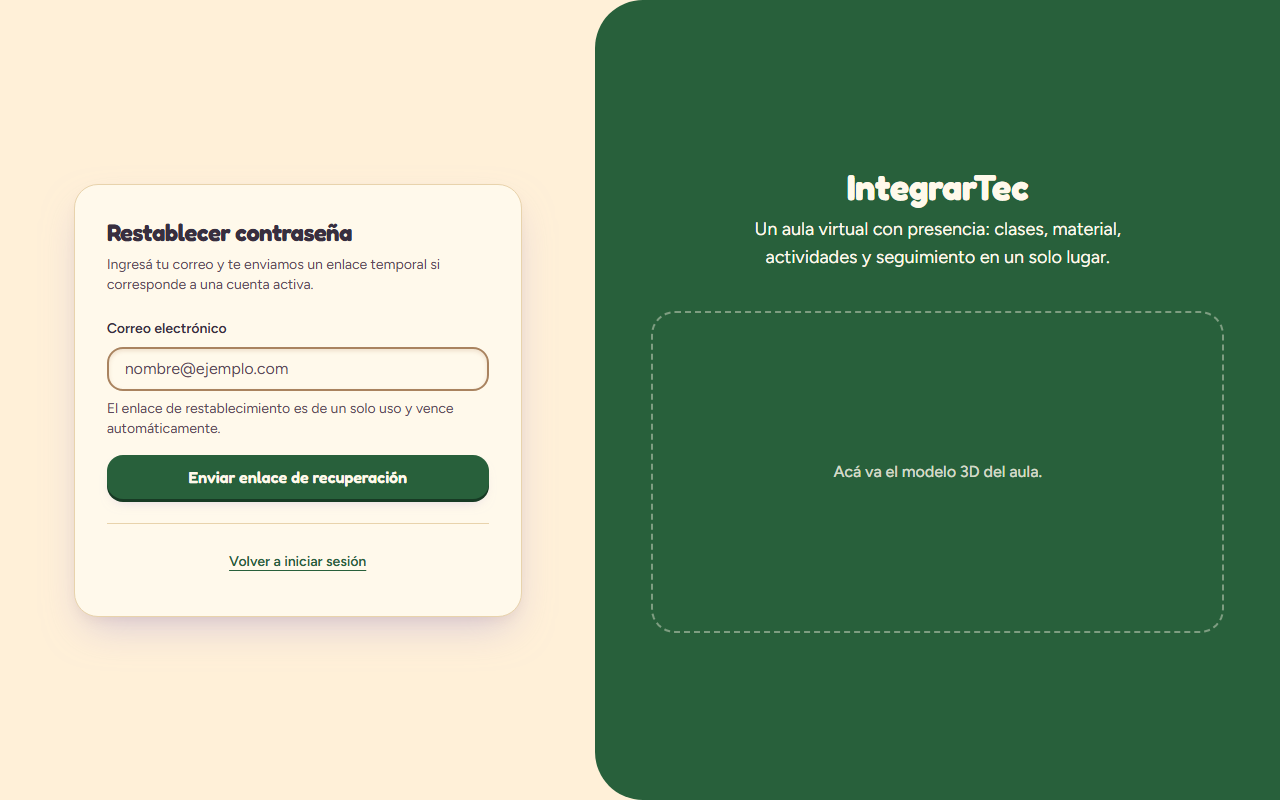 Restablecer contraseña
Ingresá tu correo y te enviamos un enlace temporal si
corresponde a una cuenta activa.
Correo electrónico
nombre@ejemplo.com
El enlace de restablecimiento es de un solo uso y vence
automáticamente.
Enviar enlace de recuperación
Volver a iniciar sesión
IntegrarTec
Un aula virtual con presencia: clases, material,
actividades y seguimiento en un solo lugar.
Acá va el modelo 3D del aula.